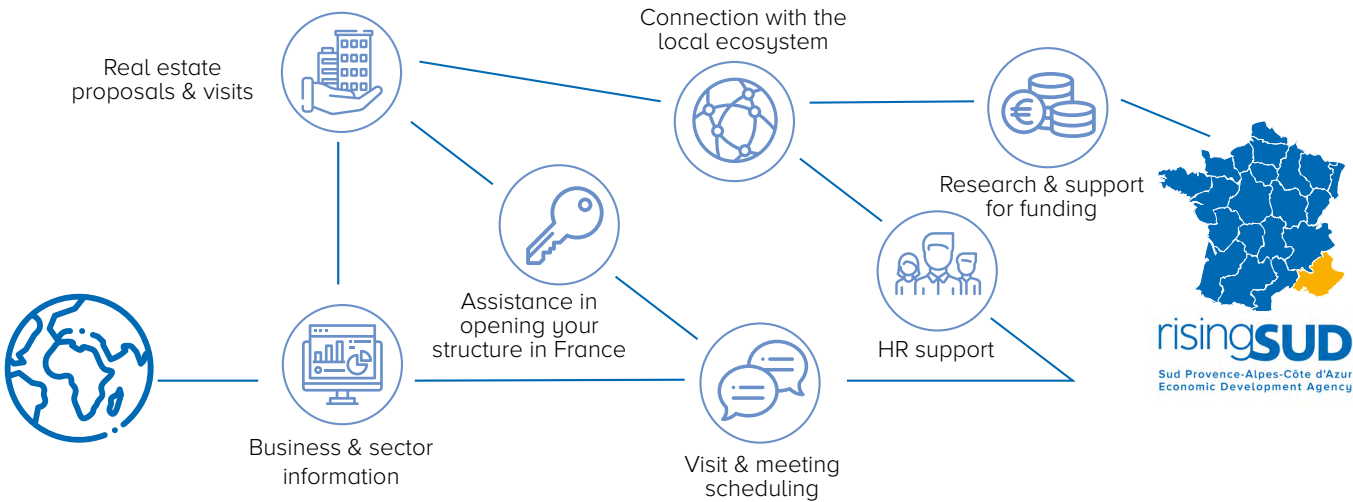 Connection with the
local ecosystem
Real estate
proposals & visits
Research & support
for funding
Assistance in
opening your
structure in France
HR support
risingSUD
Sud Provence-Alpes-Côte d'Azur
Economic Development Agency
Business & sector
information
Visit & meeting
scheduling